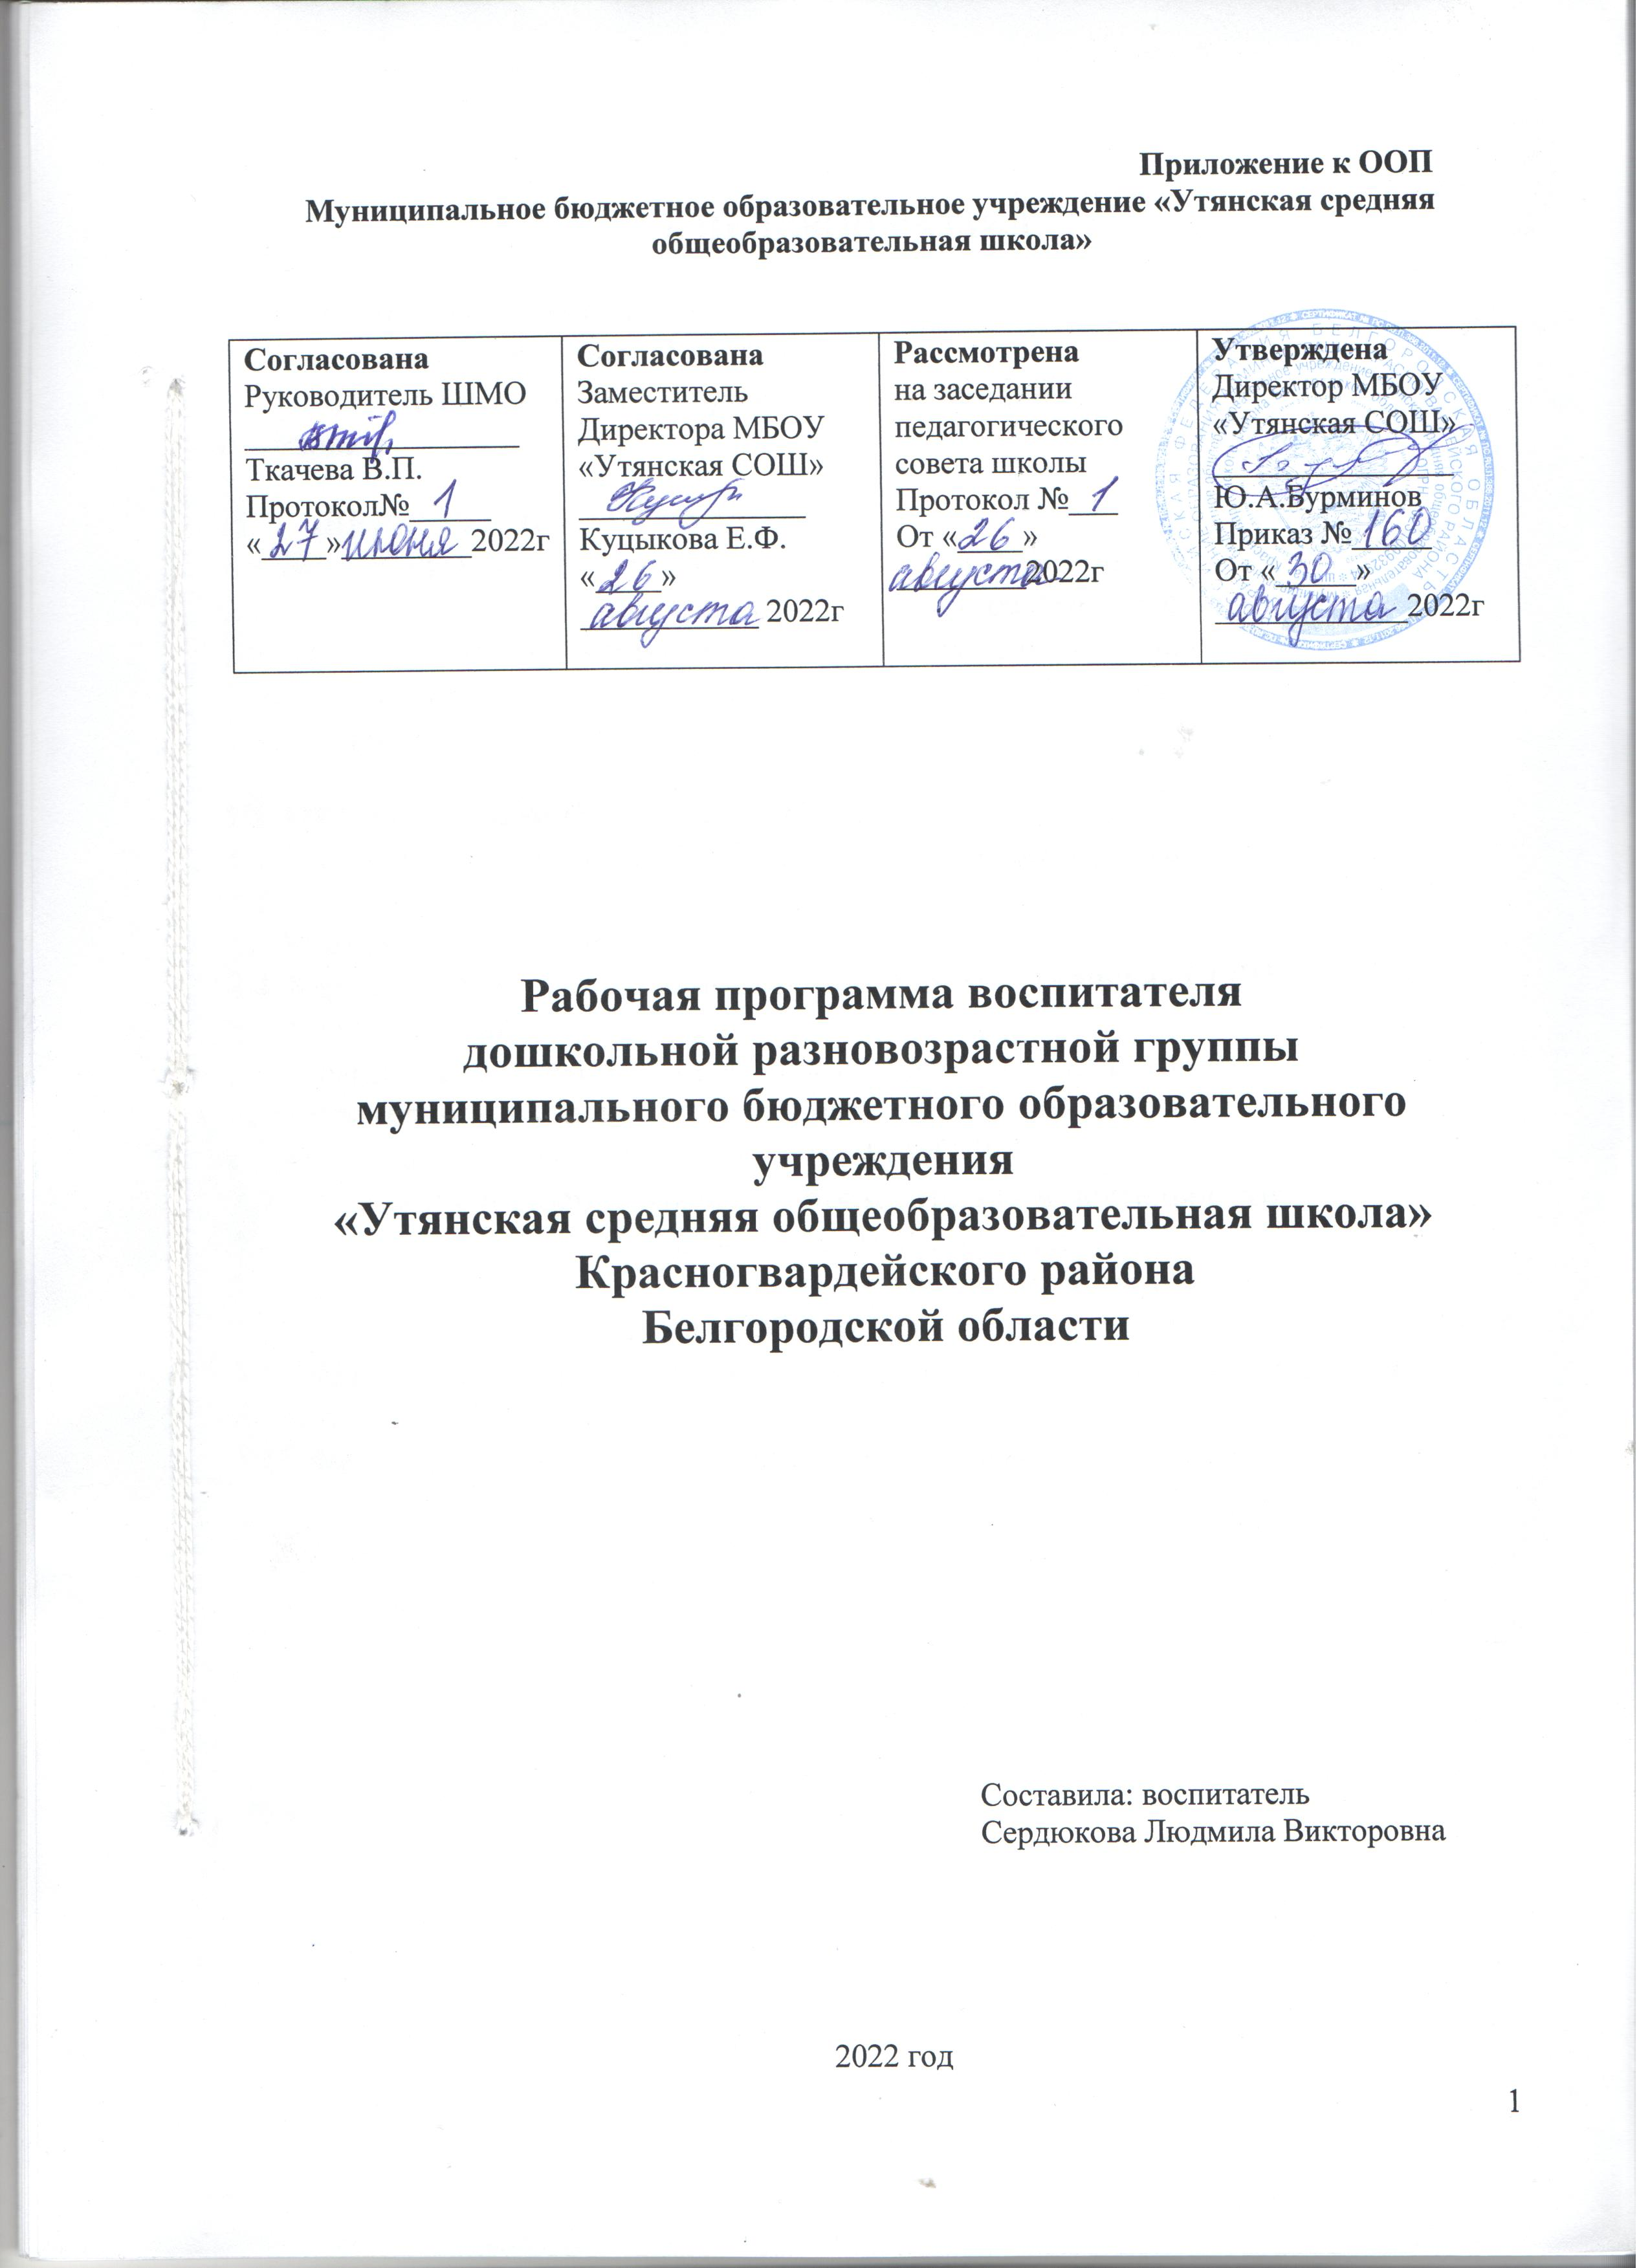 Приложение к ООП
Муниципальное бюджетное образовательное учреждение «Утянская средняя
общеобразовательная школа»
Согласована
Руководитель ШМО
Ткачева В.П.
Протокол№ 1
«27» июня 2022г
Согласована
Заместитель
Директора МБОУ
«Утянская СОШ»
Куцыкова Е.Ф.
«26»
августа 2022г
Рассмотрена
на заседании
педагогического
совета школы
Протокол № 1
От «26»
августа 2022г
Утверждена
Директор МБОУ
«Утянская СОШ»
Ю.А.Бурминов
Приказ № 160
От «30»
августа 2022г
Рабочая программа воспитателя
дошкольной разновозрастной группы
муниципального бюджетного образовательного
учреждения
«Утянская средняя общеобразовательная школа»
Красногвардейского района
Белгородской области
Составила: воспитатель
Сердюкова Людмила Викторовна
2022 год
1